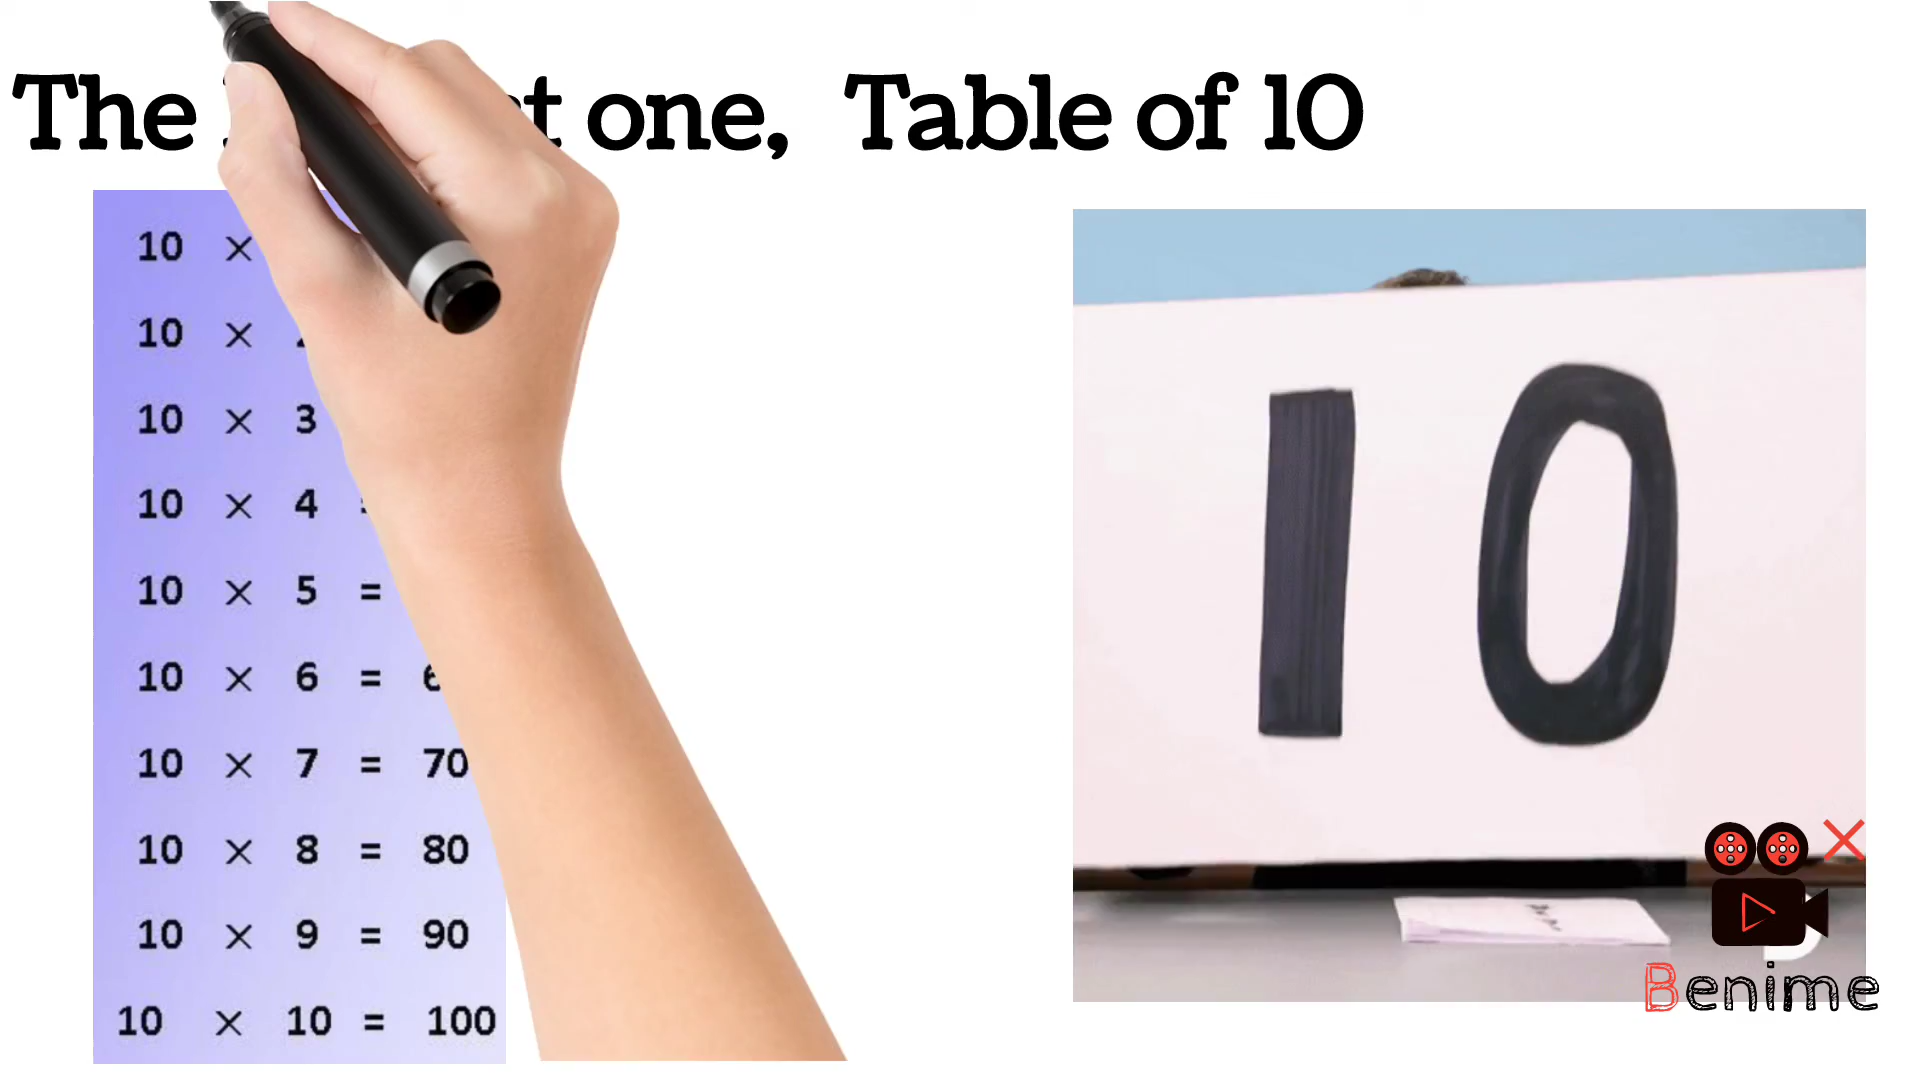 The one, Table of 10
10 ×
10 ×
10 × 3
10 × 4
10 × 5 =
10 × 6 =
10 × 7 = 70
10 × 8 = 80
10 × 9 = 90
10 × 10 = 100
10
Benime